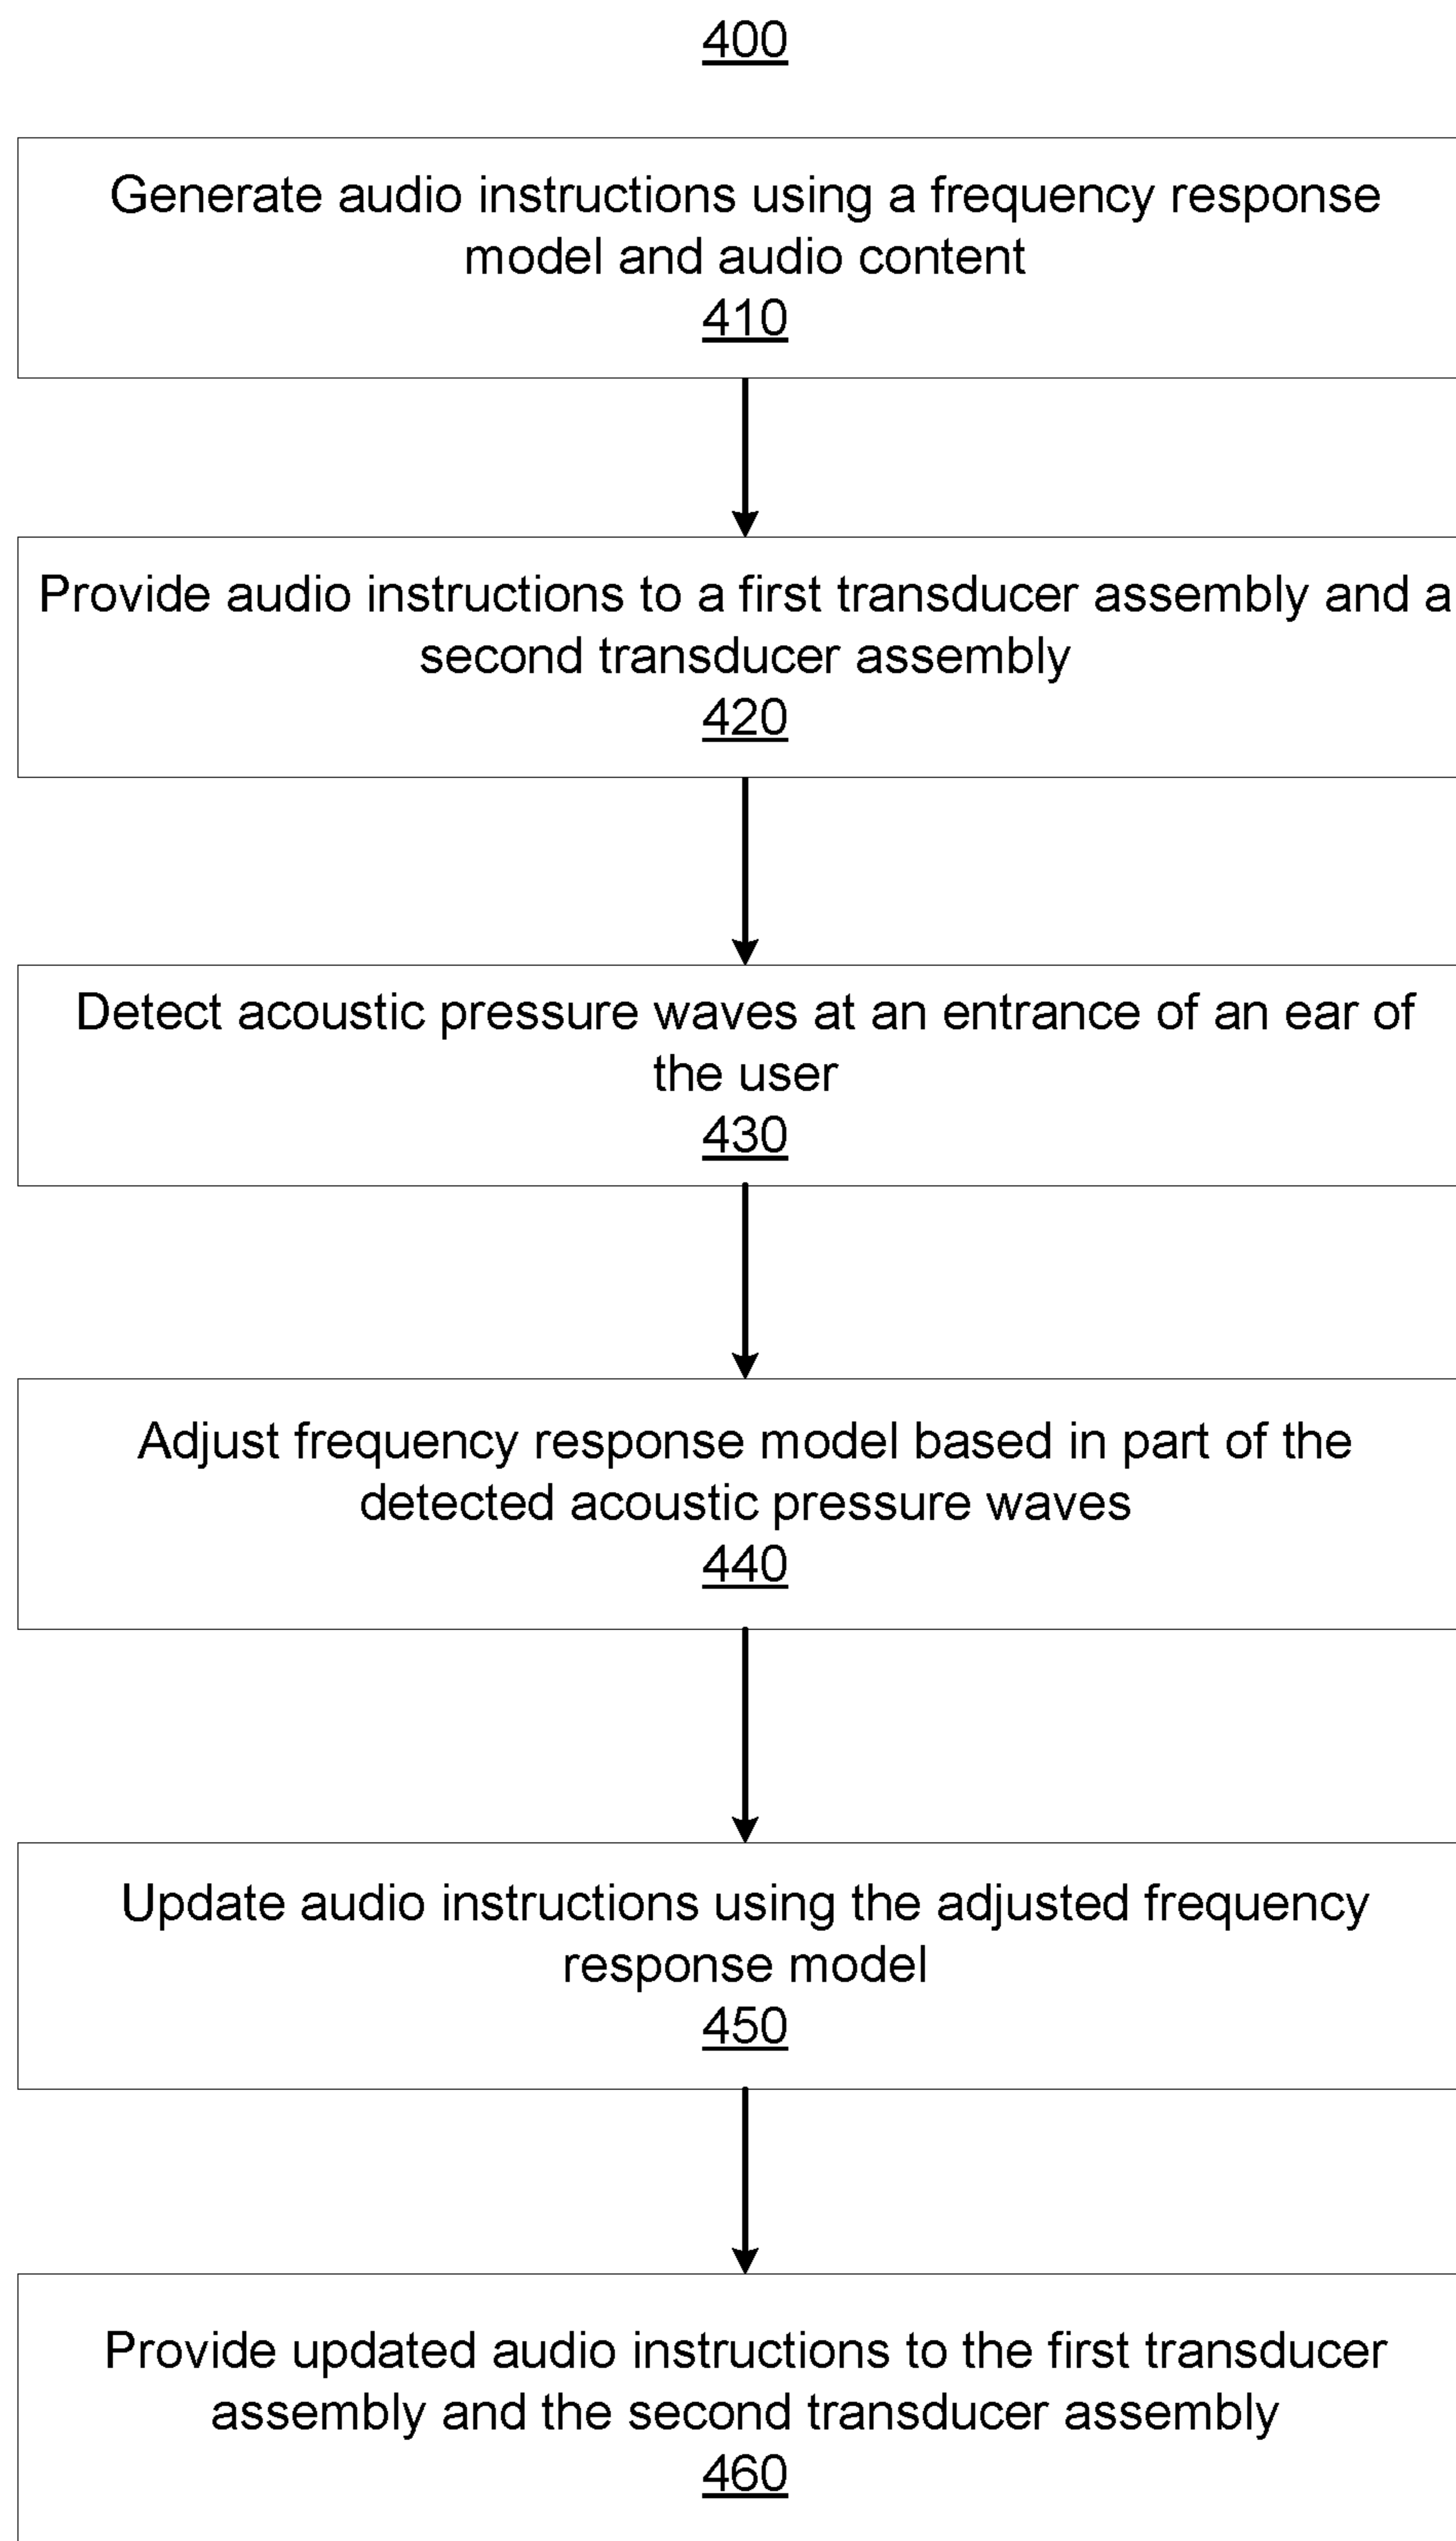 400
Generate audio instructions using a frequency response
model and audio content
410
Provide audio instructions to a first transducer assembly and a
second transducer assembly
420
Detect acoustic pressure waves at an entrance of an ear of
the user
430
Adjust frequency response model based in part of the
detected acoustic pressure waves
440
Update audio instructions using the adjusted frequency
response model
450
Provide updated audio instructions to the first transducer
assembly and the second transducer assembly
460